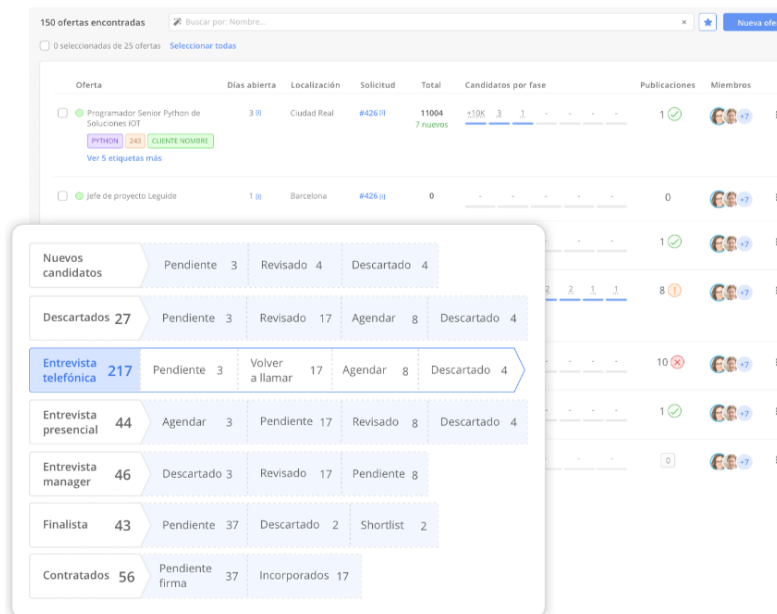 150 ofertas encontradas
Buscar por: Nombre...
×
Nueva ofe
0 seleccionadas de 25 ofertas Seleccionar todas
Oferta Días abierta Localización Solicitud Total Candidatos por fase Publicaciones Miembros
Programador Senior Python de Soluciones iOT 3 [i] Ciudad Real #426 [i] 11004 +10K 3 1 - - - - 1 +7
7 nuevos
PYTHON 243 CLIENTE NOMBRE
Ver 5 etiquetas más
Jefe de proyecto Leguide 1 [i] Barcelona #426 [i] 0 - - - - - - - 0 +7
- - - - 1 +7
2 2 1 1 8 ! +7
- - - - 10 +7
- - - - 1 +7
- - - - 0 +7
Nuevos candidatos Pendiente 3 Revisado 4 Descartado 4
Descartados 27 Pendiente 3 Revisado 17 Agendar 8 Descartado 4
Entrevista telefónica 217 Pendiente 3 Volver a llamar 17 Agendar 8 Descartado 4
Entrevista presencial 44 Agendar 3 Pendiente 17 Revisado 8 Descartado 4
Entrevista manager 46 Descartado 3 Revisado 17 Pendiente 8
Finalista 43 Pendiente 37 Descartado 2 Shortlist 2
Contratados 56 Pendiente firma 37 Incorporados 17